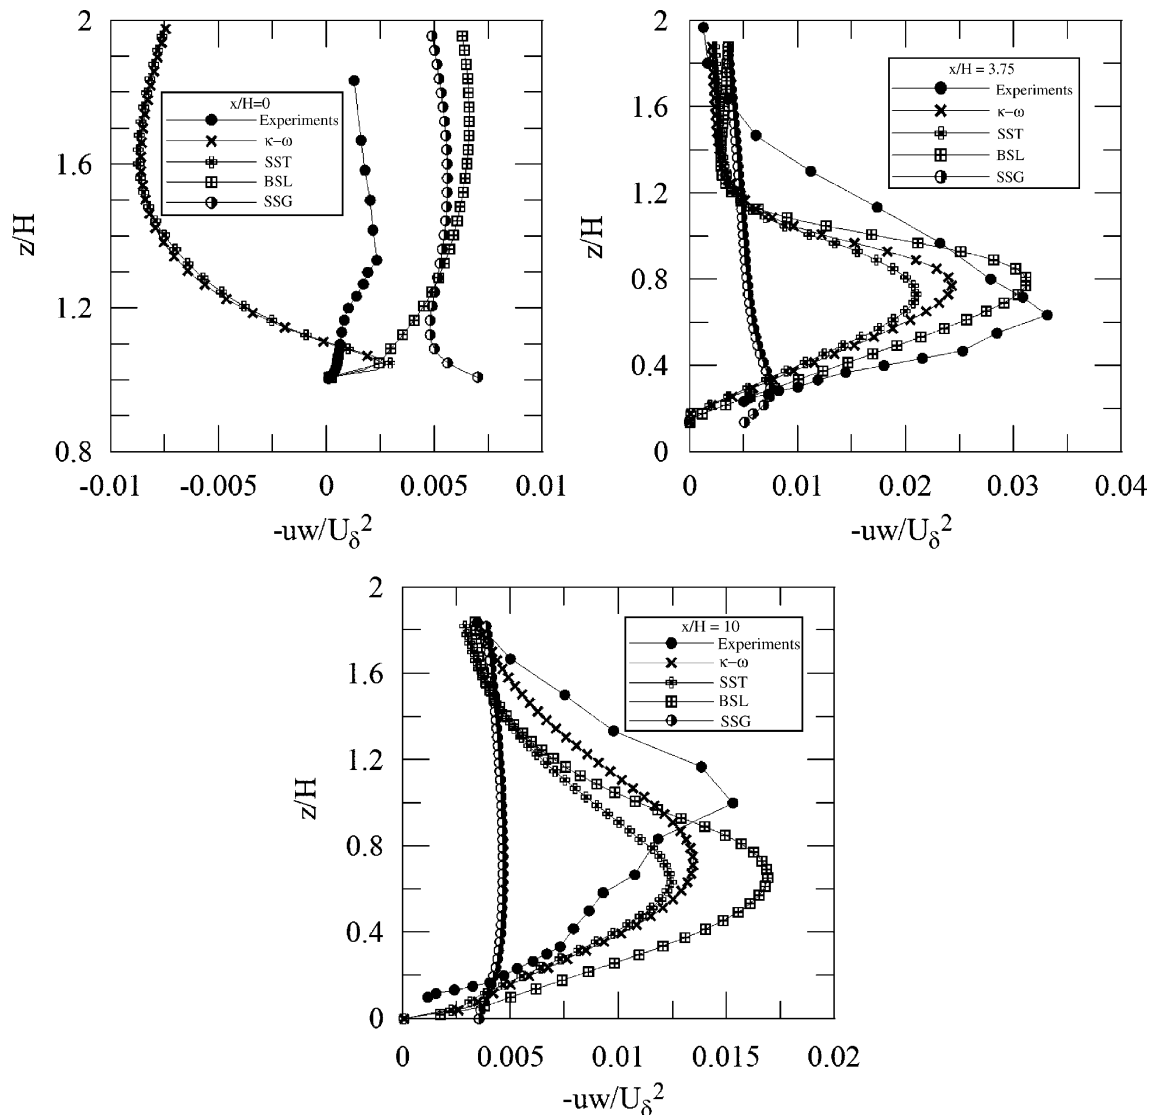 2
1.6
1.2
0.8
z/H
x/H=0
Experiments
κ−ω
SST
BSL
SSG
-0.01 -0.005 0 0.005 0.01
-uw/Uδ²
2
1.6
1.2
0.8
0.4
0
z/H
x/H = 3.75
Experiments
κ−ω
SST
BSL
SSG
0 0.01 0.02 0.03 0.04
-uw/Uδ²
2
1.6
1.2
0.8
0.4
0
z/H
x/H = 10
Experiments
κ−ω
SST
BSL
SSG
0 0.005 0.01 0.015 0.02
-uw/Uδ²